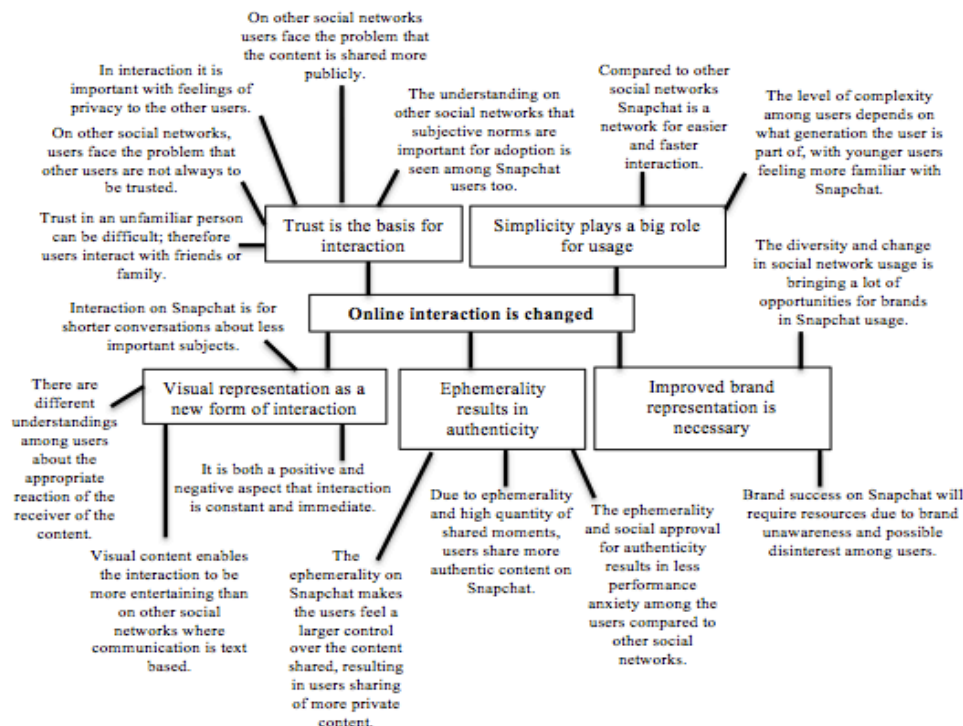 On other social networks
users face the problem that
the content is shared more
publicly.
In interaction it is
important with feelings of
privacy to the other users.
On other social networks,
users face the problem that
other users are not always to
be trusted.
Trust in an unfamiliar person
can be difficult; therefore
users interact with friends or
family.
The understanding on
other social networks that
subjective norms are
important for adoption is
seen among Snapchat
users too.
Trust is the basis for
interaction
Compared to other
social networks
Snapchat is a
network for easier
and faster
interaction.
The level of complexity
among users depends on
what generation the user is
part of, with younger users
feeling more familiar with
Snapchat.
Simplicity plays a big role
for usage
Online interaction is changed
The diversity and change
in social network usage is
bringing a lot of
opportunities for brands
in Snapchat usage.
Interaction on Snapchat is for
shorter conversations about less
important subjects.
Visual representation as a
new form of interaction
There are
different
understandings
among users
about the
appropriate
reaction of the
receiver of the
content.
It is both a positive and
negative aspect that interaction
is constant and immediate.
Visual content enables
the interaction to be
more entertaining than
on other social
networks where
communication is text
based.
Ephemerality
results in
authenticity
The
ephemerality on
Snapchat makes
the users feel a
larger control
over the content
shared, resulting
in users sharing
of more private
content.
Due to ephemerality
and high quantity of
shared moments,
users share more
authentic content on
Snapchat.
The ephemerality
and social approval
for authenticity
results in less
performance
anxiety among the
users compared to
other social
networks.
Improved brand
representation is
necessary
Brand success on Snapchat will
require resources due to brand
unawareness and possible
disinterest among users.